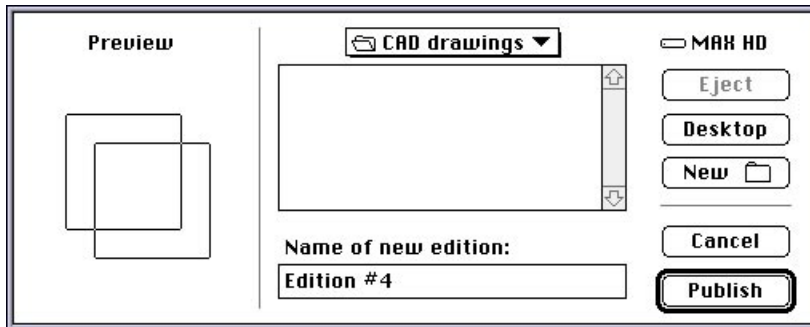 Preview
CAD drawings
MAX HD
Eject
Desktop
New
Name of new edition:
Edition #4
Cancel
Publish